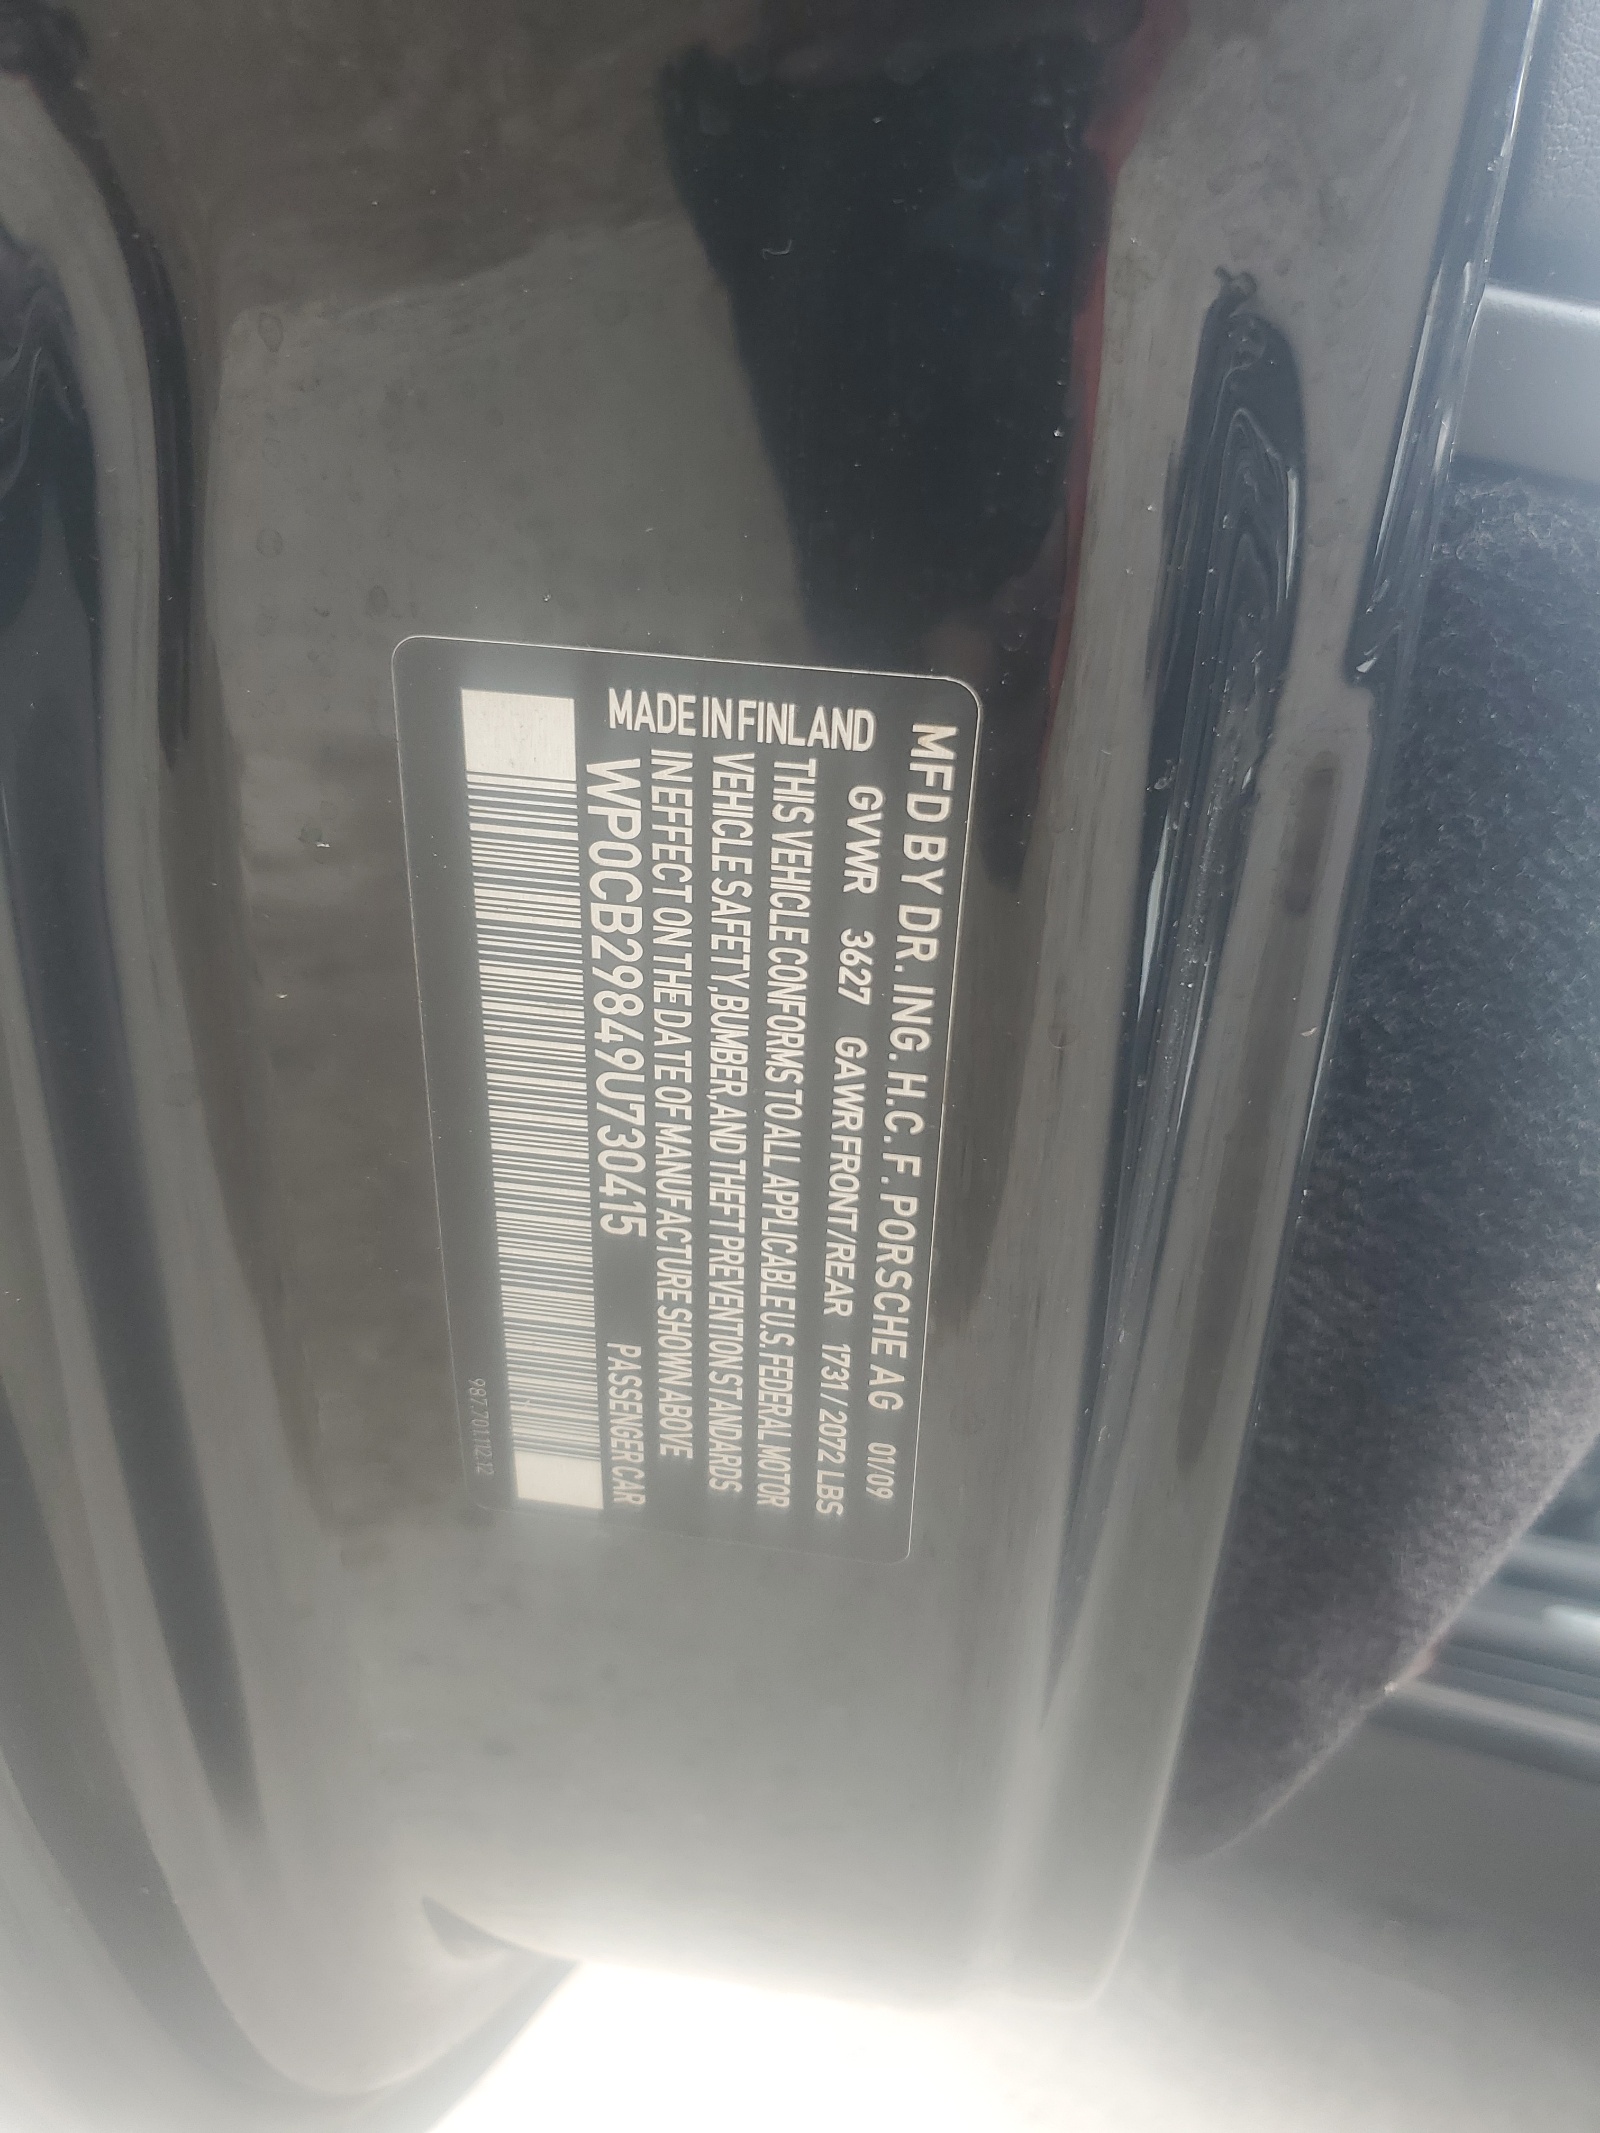 MFD BY DR. ING. H.C. F. PORSCHE AG 01/09
GVWR 3627 GAWR FRONT/REAR 1731 / 2072 LBS
MADE IN FINLAND
THIS VEHICLE CONFORMS TO ALL APPLICABLE U.S. FEDERAL MOTOR
VEHICLE SAFETY, BUMBER, AND THEFT PREVENTION STANDARDS
IN EFFECT ON THE DATE OF MANUFACTURE SHOWN ABOVE
WP0CB29849U730415 PASSENGER CAR
987.701.112.12